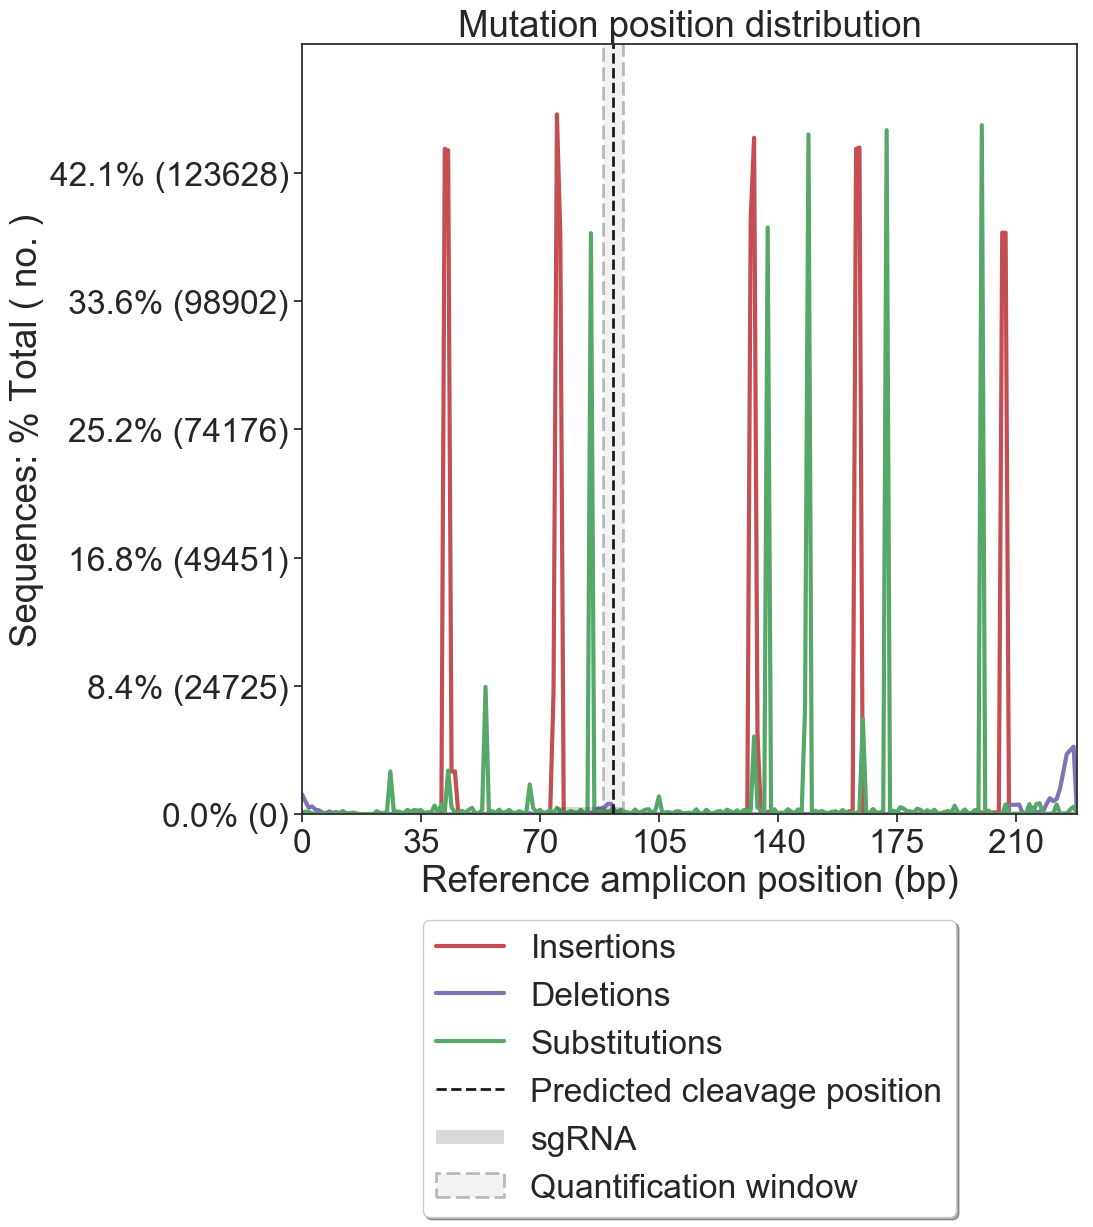 Mutation position distribution
Sequences: % Total ( no. )
42.1% (123628)
33.6% (98902)
25.2% (74176)
16.8% (49451)
8.4% (24725)
0.0% (0)
0 35 70 105 140 175 210
Reference amplicon position (bp)
Insertions
Deletions
Substitutions
Predicted cleavage position
sgRNA
Quantification window